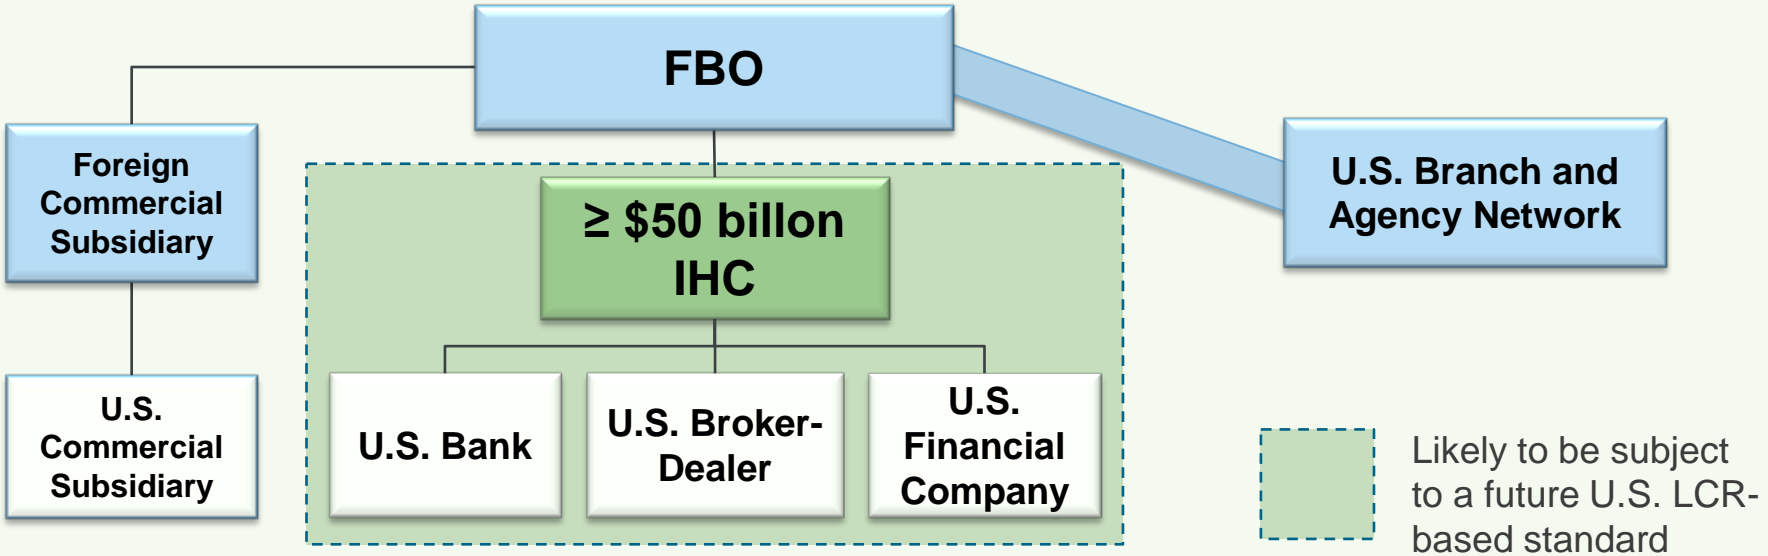 FBO
Foreign
Commercial
Subsidiary
≥ $50 billon
IHC
U.S. Branch and
Agency Network
U.S.
Commercial
Subsidiary
U.S. Bank
U.S. Broker-
Dealer
U.S.
Financial
Company
Likely to be subject
to a future U.S. LCR-
based standard